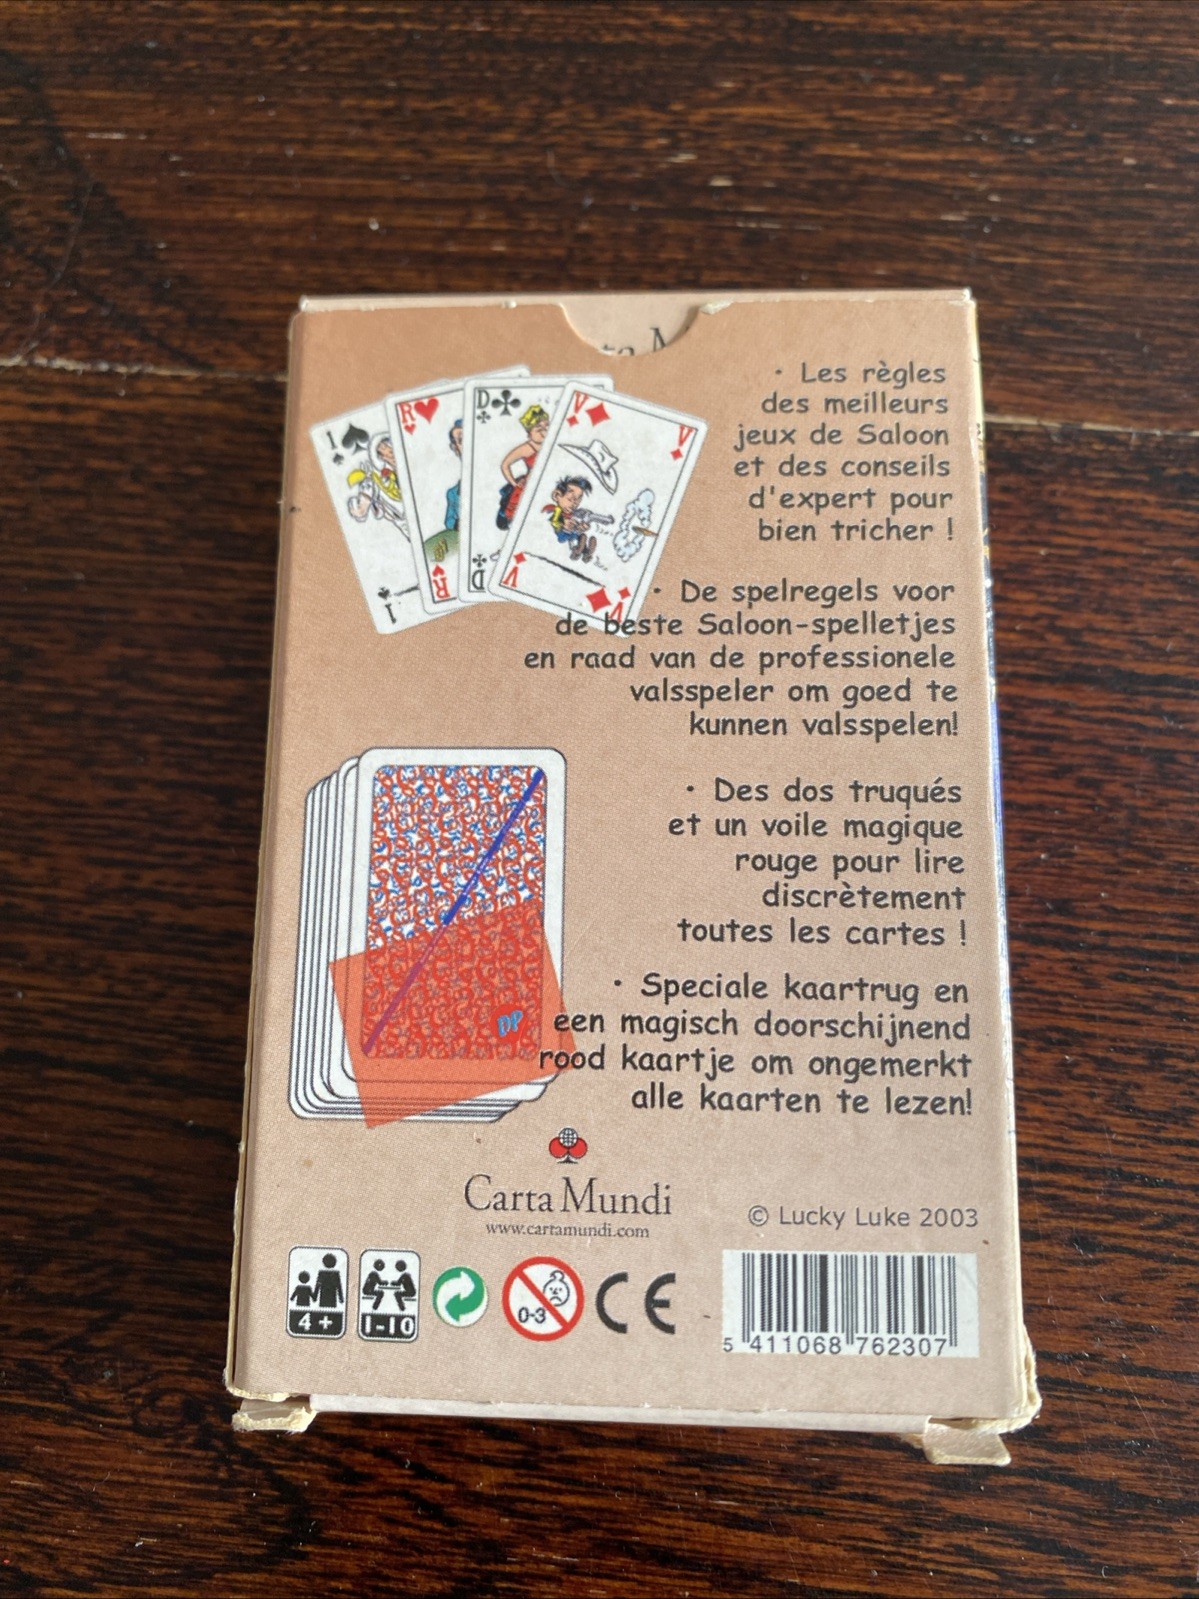 · Les règles
des meilleurs
jeux de Saloon
et des conseils
d'expert pour
bien tricher !
· De spelregels voor
de beste Saloon-spelletjes
en raad van de professionele
valsspeler om goed te
kunnen valsspelen!
· Des dos truqués
et un voile magique
rouge pour lire
discrètement
toutes les cartes !
· Speciale kaartrug en
een magisch doorschijnend
rood kaartje om ongemerkt
alle kaarten te lezen!
1
R
D
V
V
1
R
D
V
V
DP
Carta Mundi
www.cartamundi.com
© Lucky Luke 2003
4 +
1-10
0-3
CE
5 411068 762307